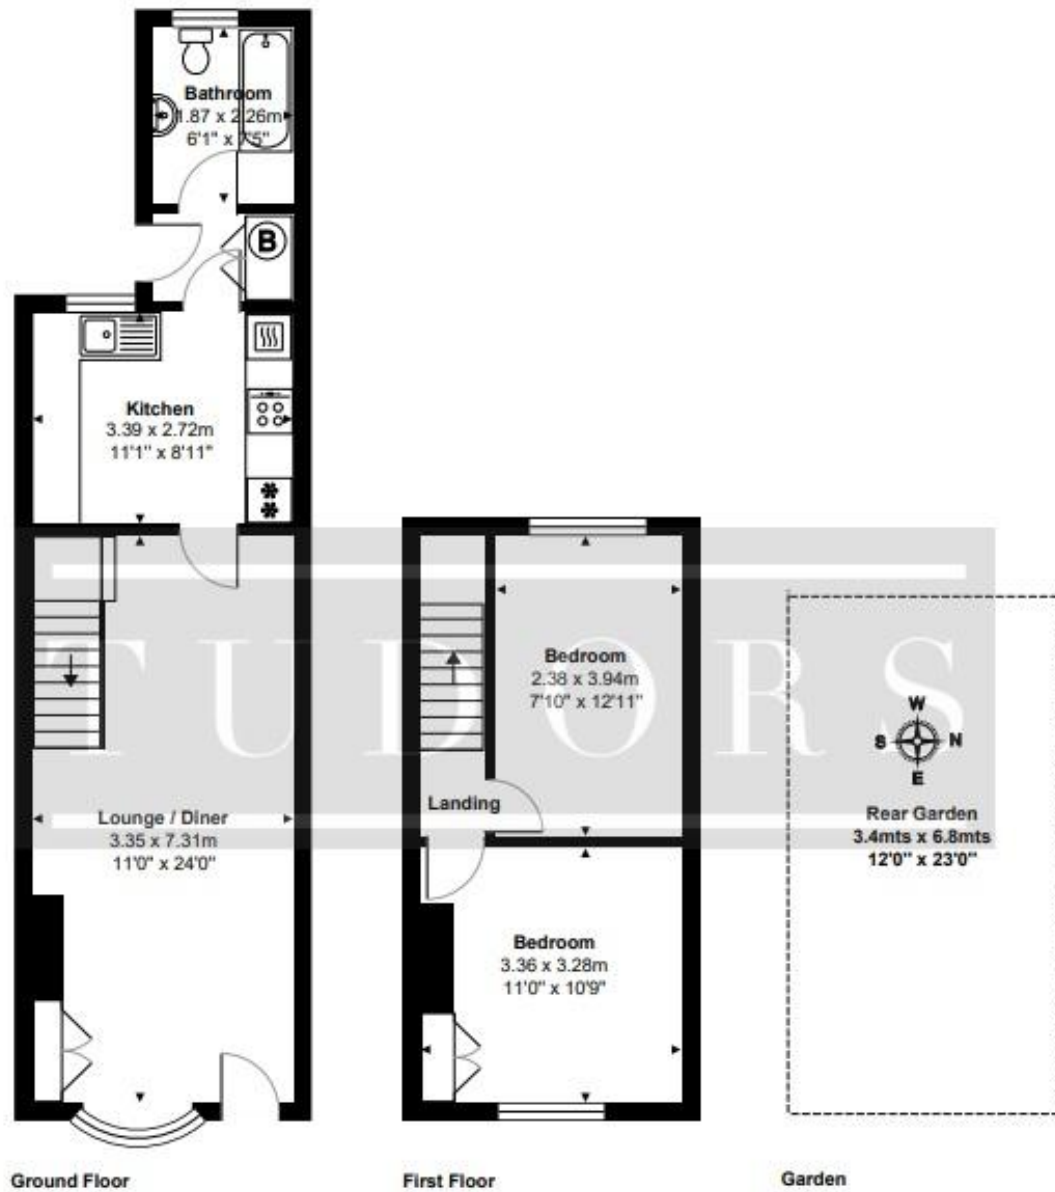 Bathroom
1.87 x 2.26m
6'1" x 7'5"
B
Kitchen
3.39 x 2.72m
11'1" x 8'11"
TUDORS
Bedroom
2.38 x 3.94m
7'10" x 12'11"
W
S N
E
Landing
Lounge / Diner
3.35 x 7.31m
11'0" x 24'0"
Rear Garden
3.4mts x 6.8mts
12'0" x 23'0"
Bedroom
3.36 x 3.28m
11'0" x 10'9"
Ground Floor
First Floor
Garden